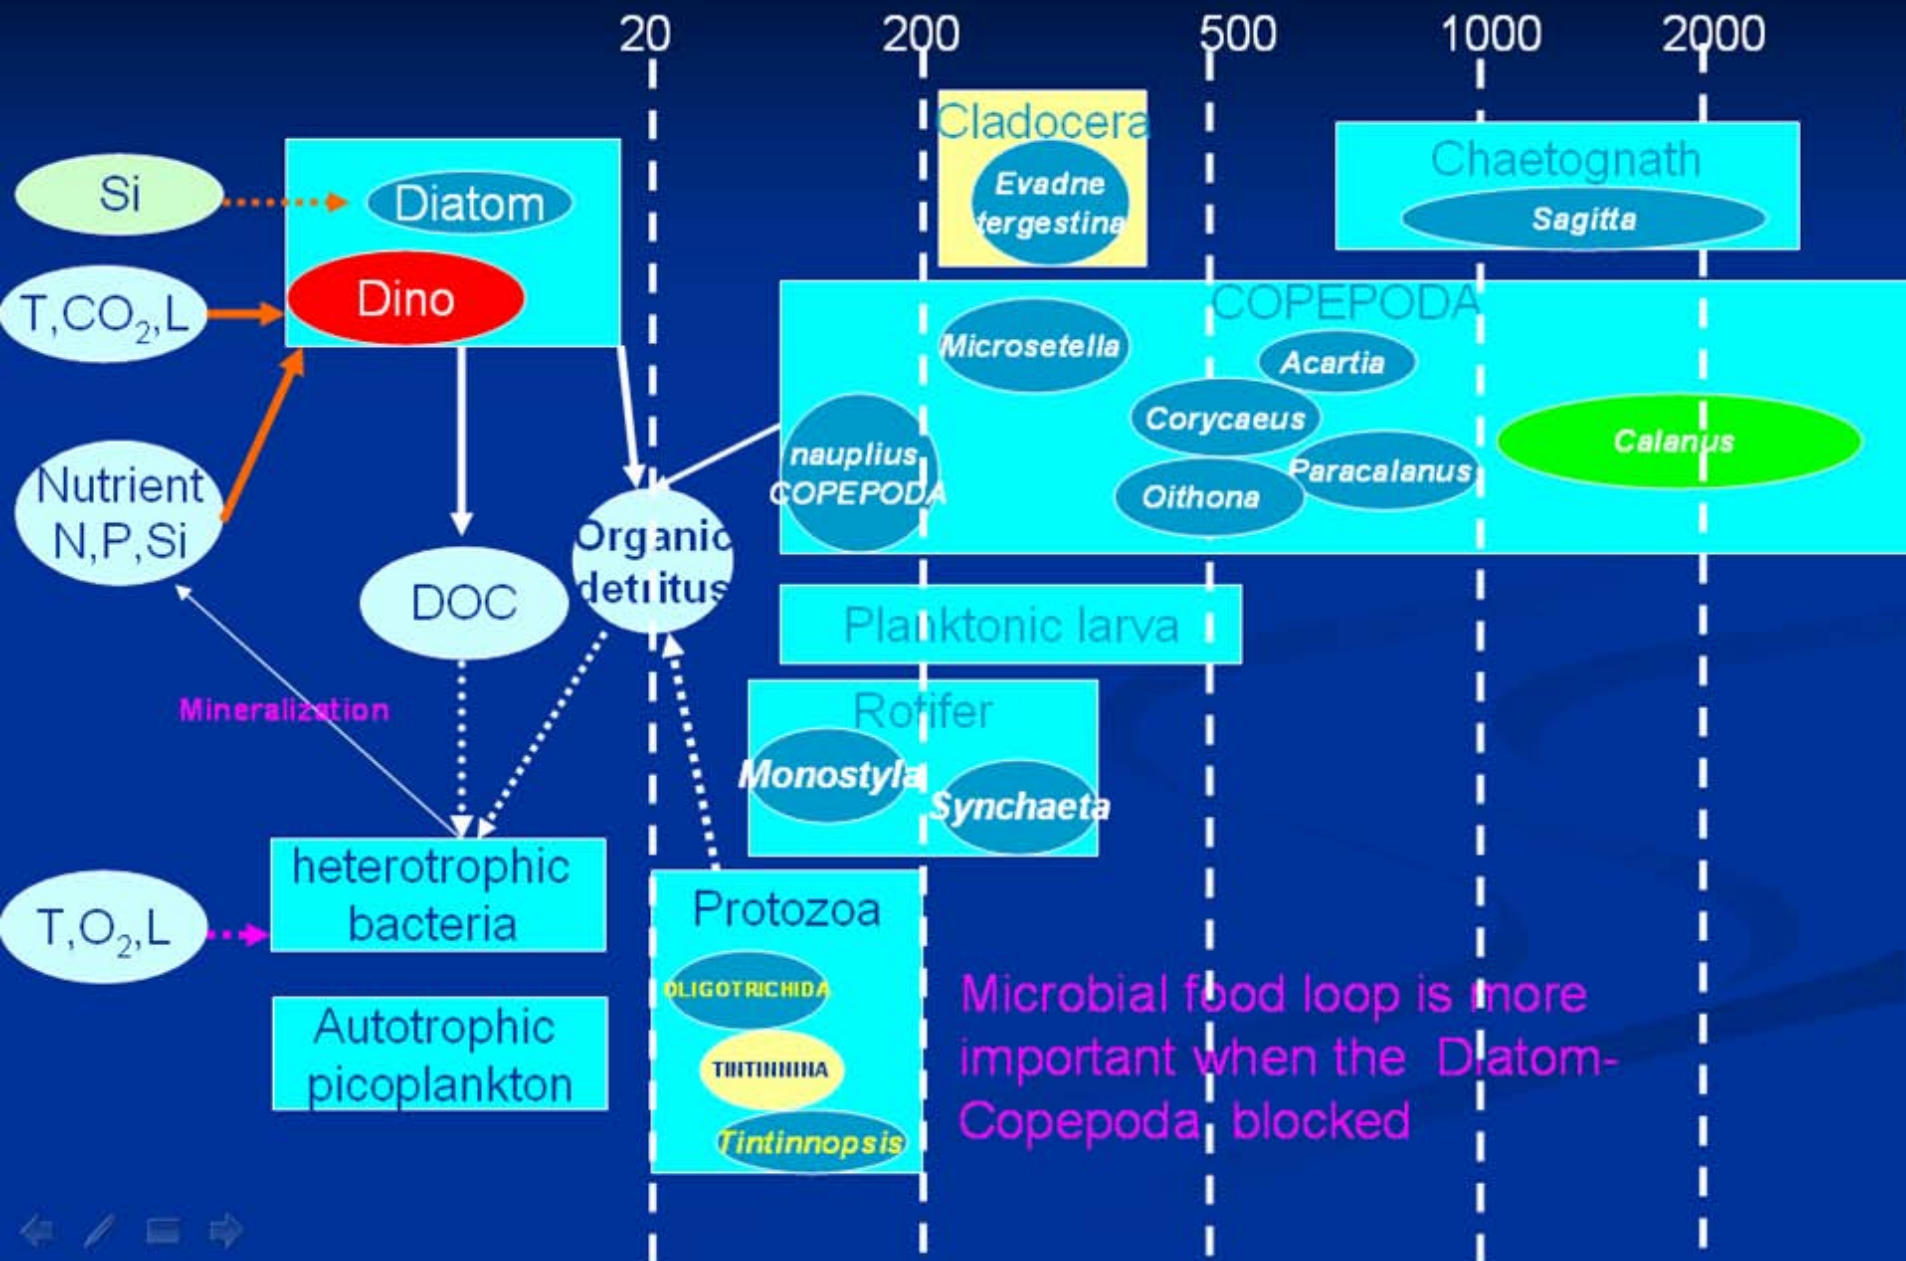 20 200 500 1000 2000
Cladocera
Evadne
tergestina
Chaetognath
Sagitta
Si
Diatom
T,CO₂,L
Dino
COPEPODA
Microsetella
Acartia
Corycaeus
Paracalanus
Oithona
Calanus
nauplius
COPEPODA
Nutrient
N,P,Si
Organic
detritus
DOC
Planktonic larva
Mineralization
Rotifer
Monostyla
Synchaeta
heterotrophic
bacteria
T,O₂,L
Protozoa
OLIGOTRICHIDA
TINTINNINA
Tintinnopsis
Autotrophic
picoplankton
Microbial food loop is more
important when the Diatom-
Copepoda blocked